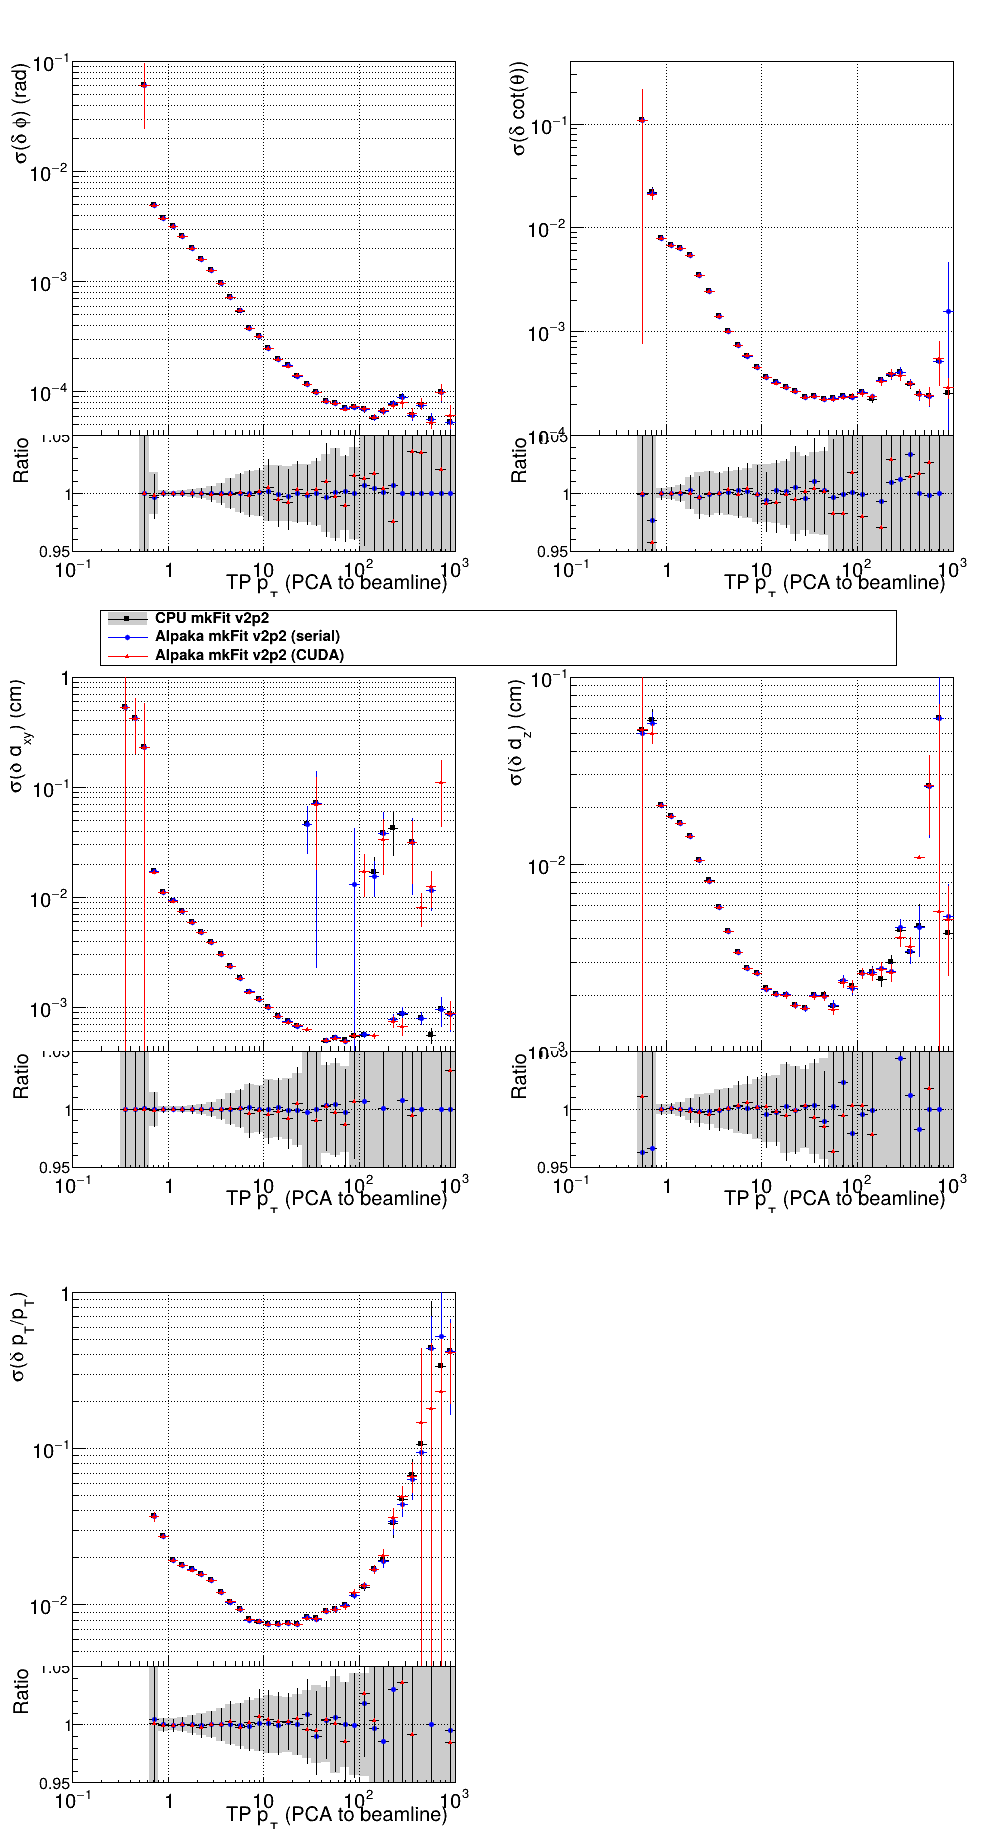 σ(δ φ) (rad)
10⁻¹
10⁻²
10⁻³
10⁻⁴
Ratio
1.05
1
0.95
10⁻¹ 1 10 10² 10³
TP p_T (PCA to beamline)
σ(δ cot(θ))
10⁻¹
10⁻²
10⁻³
10⁻⁴
Ratio
1.05
1
0.95
10⁻¹ 1 10 10² 10³
TP p_T (PCA to beamline)
CPU mkFit v2p2
Alpaka mkFit v2p2 (serial)
Alpaka mkFit v2p2 (CUDA)
σ(δ d_xy) (cm)
1
10⁻¹
10⁻²
10⁻³
Ratio
1.05
1
0.95
10⁻¹ 1 10 10² 10³
TP p_T (PCA to beamline)
σ(δ d_z) (cm)
10⁻¹
10⁻²
10⁻³
Ratio
1.05
1
0.95
10⁻¹ 1 10 10² 10³
TP p_T (PCA to beamline)
σ(δ p_T/p_T)
1
10⁻¹
10⁻²
Ratio
1.05
1
0.95
10⁻¹ 1 10 10² 10³
TP p_T (PCA to beamline)